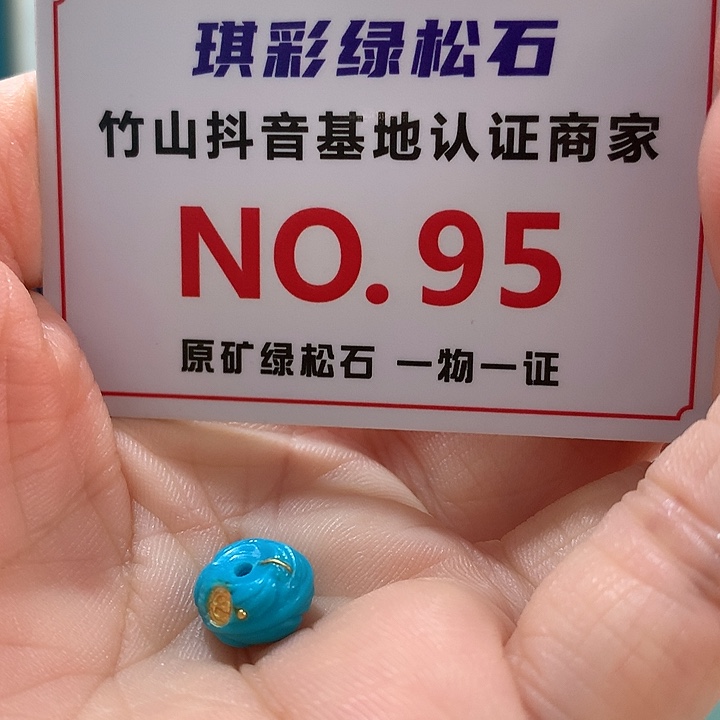 琪彩绿松石
竹山抖音基地认证商家
NO.95
原矿绿松石 一物一证